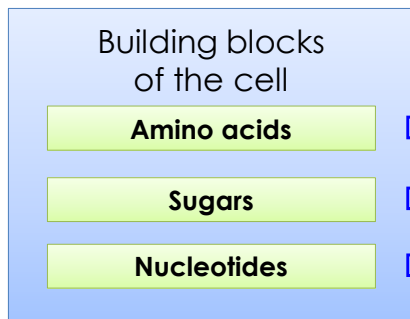 Building blocks
of the cell
Amino acids
Sugars
Nucleotides